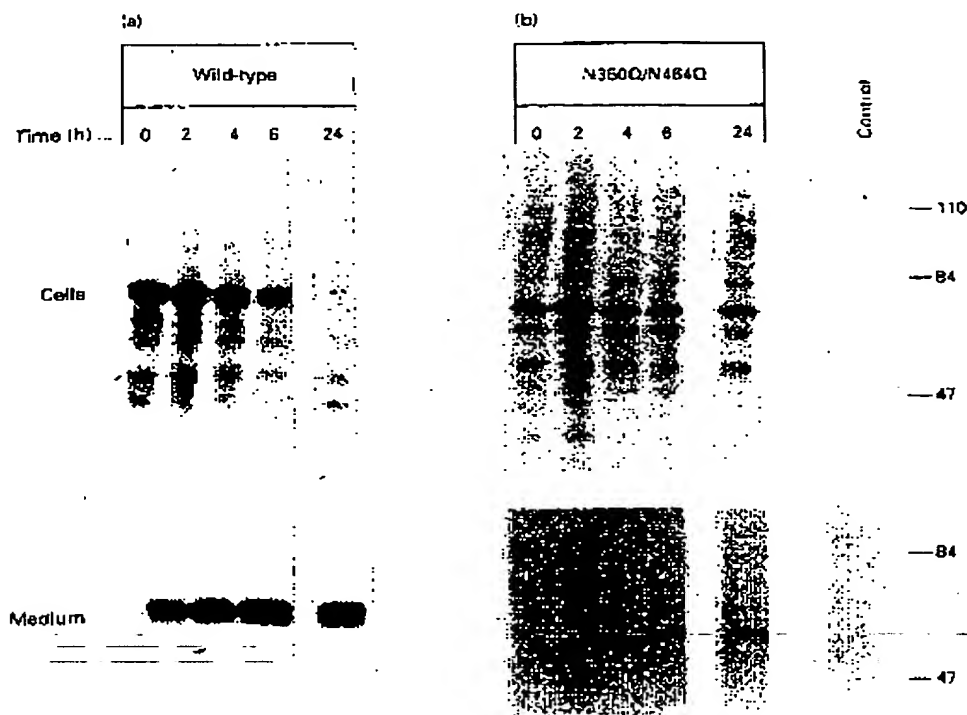 (a)
Wild-type
Time (h) ... 0 2 4 6 24
Cells
Medium
(b)
N360Q/N464Q
0 2 4 6 24
Control
— 110
— 84
— 47
— 84
— 47